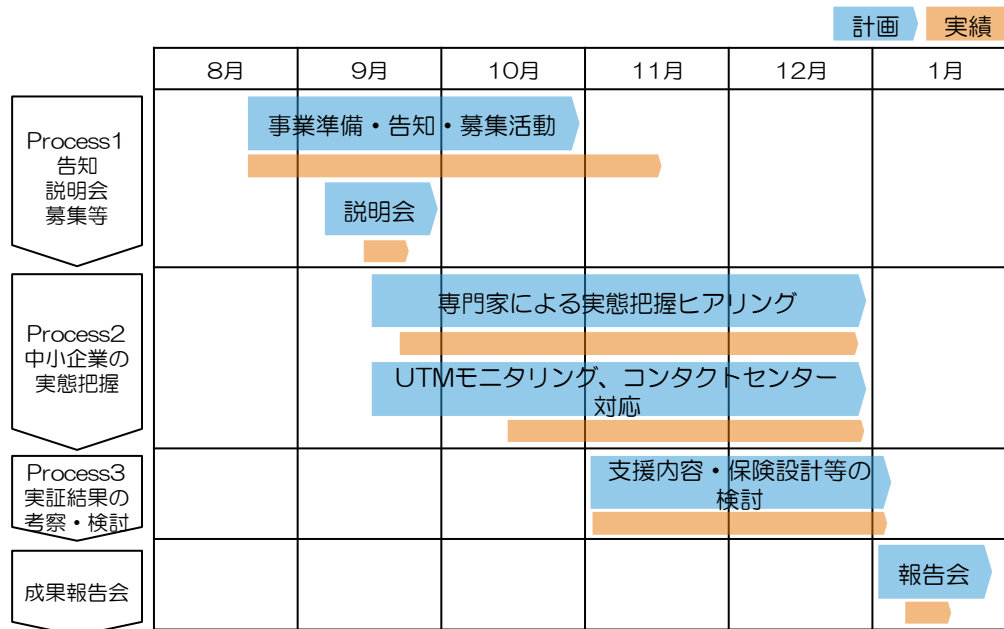 計画
実績
8月
9月
10月
11月
12月
1月
Process1
告知
説明会
募集等
事業準備・告知・募集活動
説明会
Process2
中小企業の
実態把握
専門家による実態把握ヒアリング
UTMモニタリング、コンタクトセンター
対応
Process3
実証結果の
考察・検討
支援内容・保険設計等の
検討
成果報告会
報告会